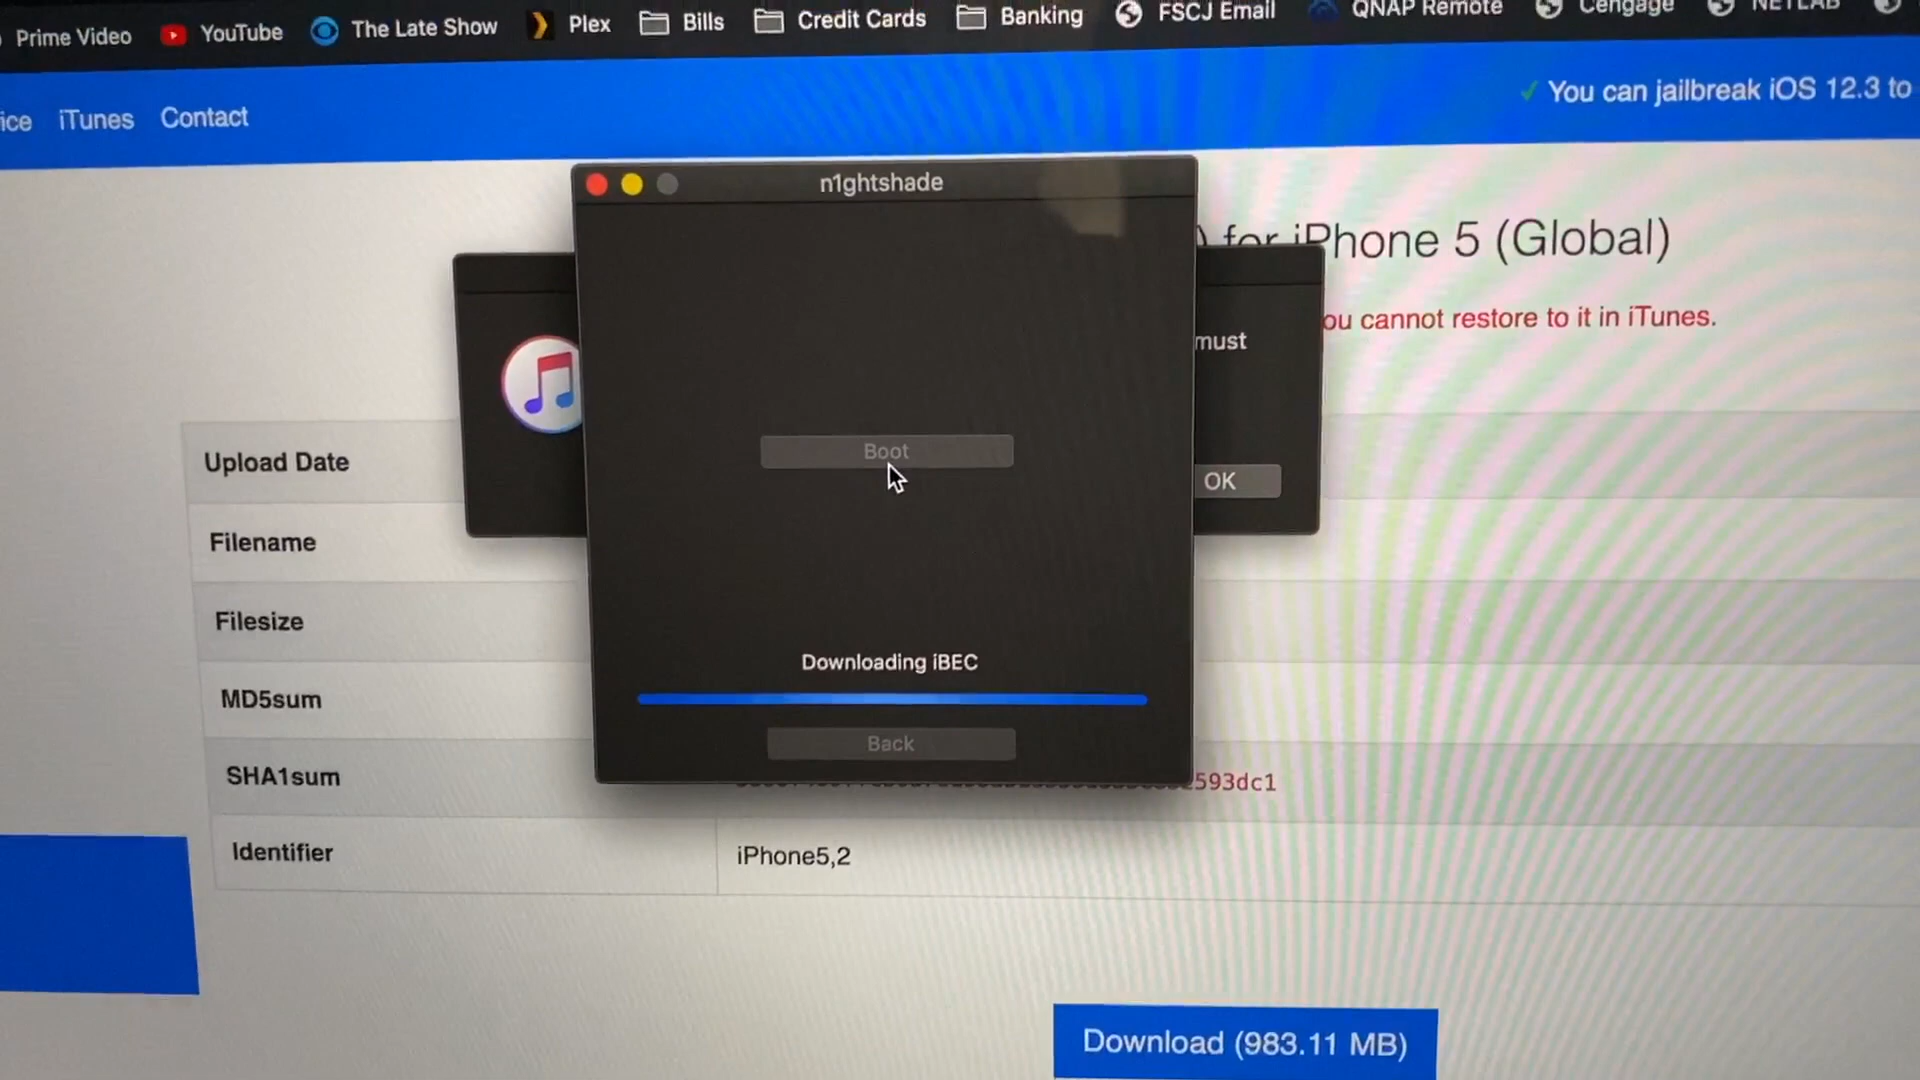 Prime Video YouTube The Late Show Plex Bills Credit Cards Banking FSCJ Email QNAP Remote Cengage NETLAB
ice iTunes Contact
✓ You can jailbreak iOS 12.3 to
n1ghtshade
) for iPhone 5 (Global)
ou cannot restore to it in iTunes.
must
Boot
OK
Upload Date
Filename
Filesize
Downloading iBEC
MD5sum
Back
SHA1sum
593dc1
Identifier
iPhone5,2
Download (983.11 MB)